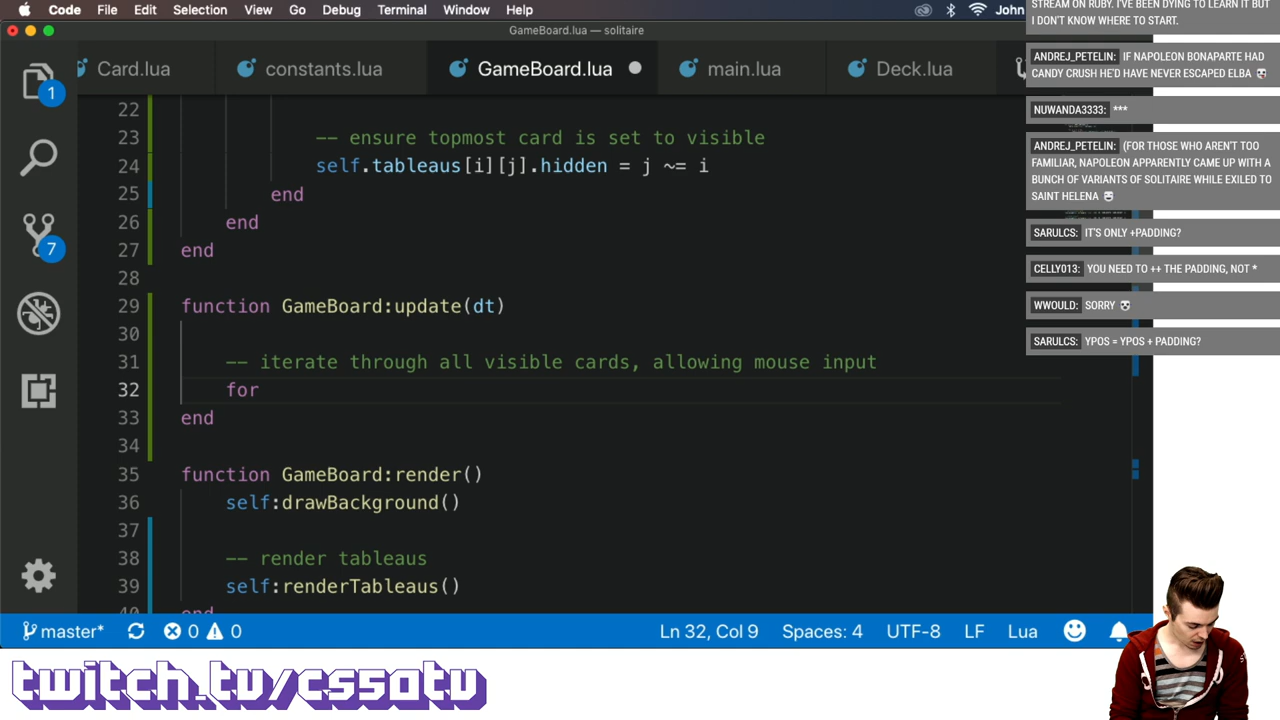 Code File Edit Selection View Go Debug Terminal Window Help John
GameBoard.lua — solitaire
Card.lua constants.lua GameBoard.lua main.lua Deck.lua
1
7
22
23 -- ensure topmost card is set to visible
24 self.tableaus[i][j].hidden = j ~= i
25 end
26 end
27 end
28
29 function GameBoard:update(dt)
30
31 -- iterate through all visible cards, allowing mouse input
32 for
33 end
34
35 function GameBoard:render()
36 self:drawBackground()
37
38 -- render tableaus
39 self:renderTableaus()
40 end
master* 0 0 Ln 32, Col 9 Spaces: 4 UTF-8 LF Lua
STREAM ON RUBY. I'VE BEEN DYING TO LEARN IT BUT
I DON'T KNOW WHERE TO START.
ANDREJ_PETELIN: IF NAPOLEON BONAPARTE HAD
CANDY CRUSH HE'D HAVE NEVER ESCAPED ELBA
NUWANDA3333: ***
ANDREJ_PETELIN: (FOR THOSE WHO AREN'T TOO
FAMILIAR, NAPOLEON APPARENTLY CAME UP WITH A
BUNCH OF VARIANTS OF SOLITAIRE WHILE EXILED TO
SAINT HELENA
SARULCS: IT'S ONLY +PADDING?
CELLY013: YOU NEED TO ++ THE PADDING, NOT *
WWOULD: SORRY
SARULCS: YPOS = YPOS + PADDING?
twitch.tv/cs50tv